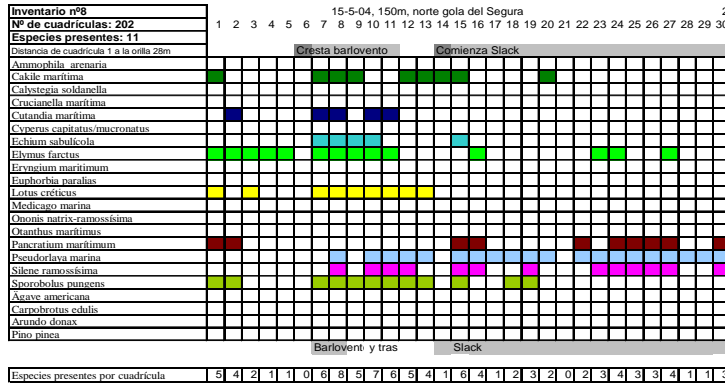 Inventario nº8 15-5-04, 150m, norte gola del Segura 2
Nº de cuadrículas: 202 1 2 3 4 5 6 7 8 9 10 11 12 13 14 15 16 17 18 19 20 21 22 23 24 25 26 27 28 29 30
Especies presentes: 11
Distancia de cuadrícula 1 a la orilla 28m Cresta barlovento Comienza Slack
Ammophila arenaria
Cakile marítima
Calystegia soldanella
Crucianella marítima
Cutandia marítima
Cyperus capitatus/mucronatus
Echium sabulícola
Elymus farctus
Eryngium maritimum
Euphorbia paralias
Lotus créticus
Medicago marina
Ononis natrix-ramossísima
Otanthus marítimus
Pancratium marítimum
Pseudorlaya marina
Silene ramossísima
Sporobolus pungens
Ágave americana
Carpobrotus edulis
Arundo donax
Pino pinea
Barlovent y tras Slack
Especies presentes por cuadrícula 5 4 2 1 1 0 6 8 5 7 6 5 4 1 6 4 1 2 3 2 0 2 3 4 3 3 4 1 1